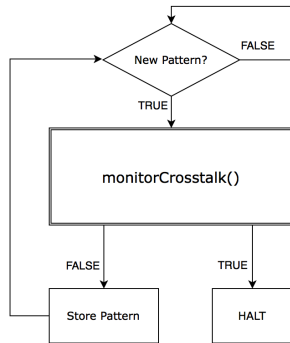 New Pattern?
FALSE
TRUE
monitorCrosstalk()
FALSE
TRUE
Store Pattern
HALT